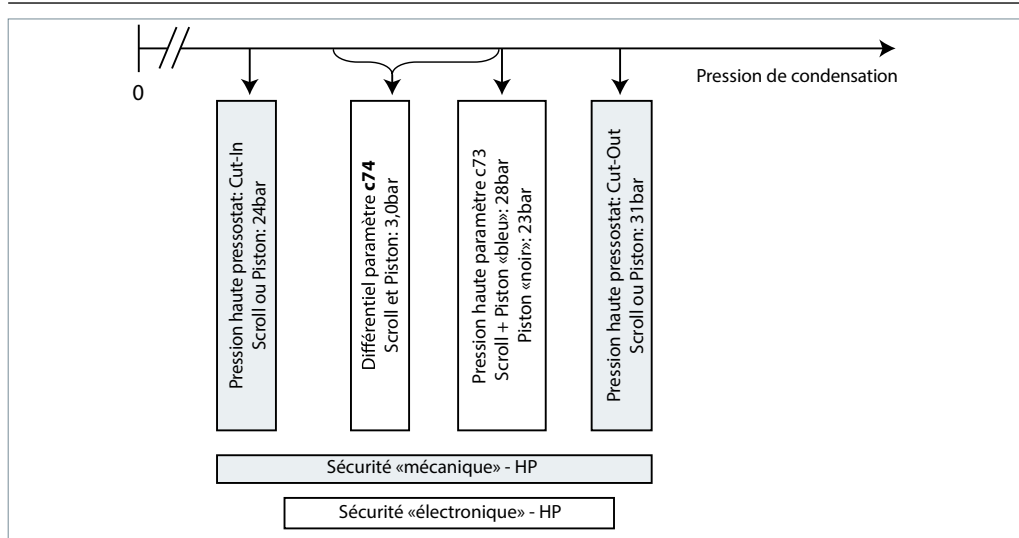 Pression de condensation
0
Pression haute pressostat: Cut-In
Scroll ou Piston: 24bar
Différentiel paramètre c74
Scroll et Piston: 3,0bar
Pression haute paramètre c73
Scroll + Piston «bleu»: 28bar
Piston «noir»: 23bar
Pression haute pressostat: Cut-Out
Scroll ou Piston: 31bar
Sécurité «mécanique» - HP
Sécurité «électronique» - HP